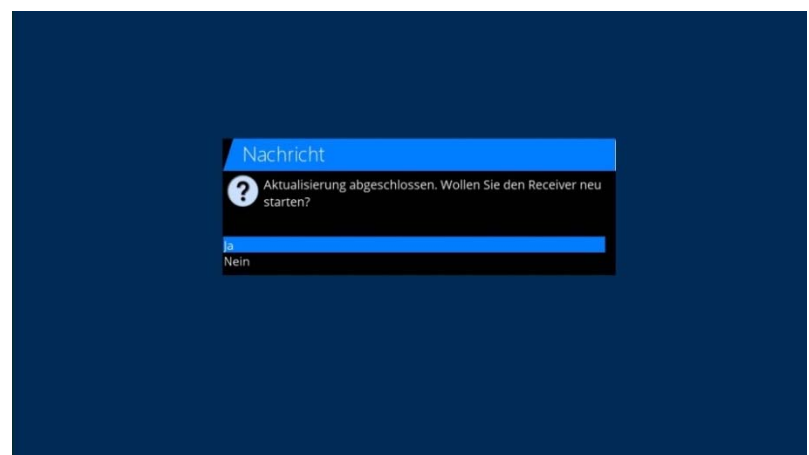 Nachricht
Aktualisierung abgeschlossen. Wollen Sie den Receiver neu
starten?
Ja
Nein